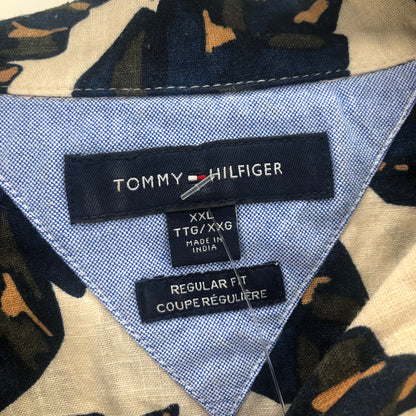 TOMMY HILFIGER
XXL
TTG/XXG
MADE IN
INDIA
REGULAR FIT
COUPE RÉGULIÈRE